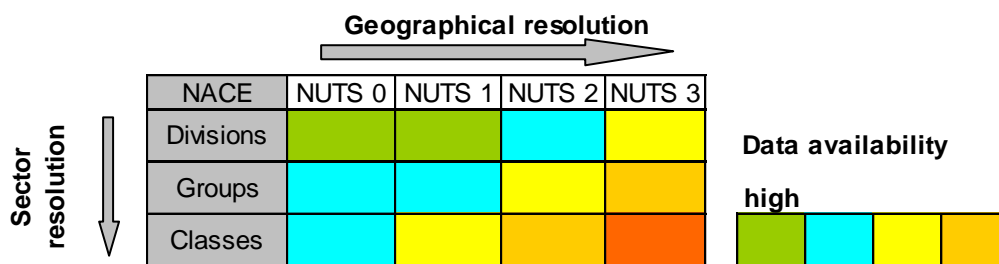 Geographical resolution
NACE NUTS 0 NUTS 1 NUTS 2 NUTS 3
Divisions
Groups
Classes
Sector
resolution
Data availability
high